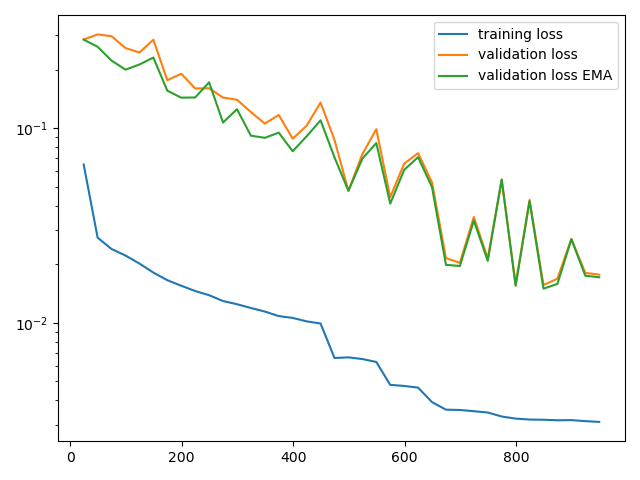 training loss
validation loss
validation loss EMA
10⁻¹
10⁻²
0 200 400 600 800